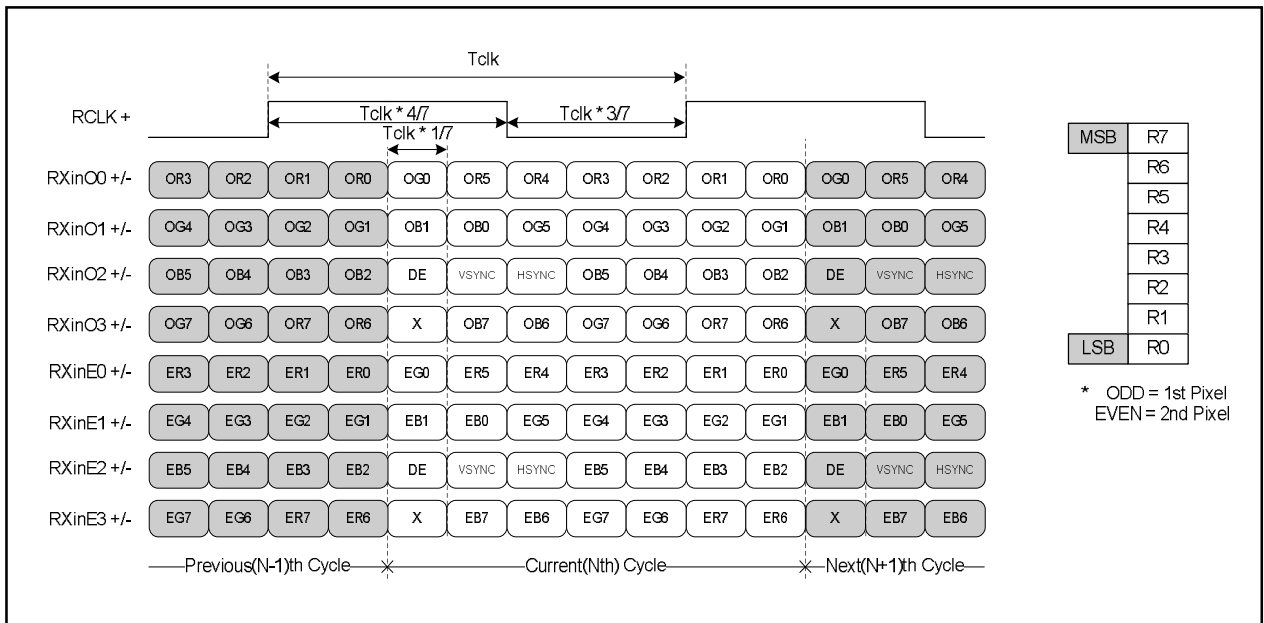 Tclk
RCLK +
Tclk * 4/7
Tclk * 3/7
Tclk * 1/7
RXinO0 +/- OR3 OR2 OR1 OR0 OG0 OR5 OR4 OR3 OR2 OR1 OR0 OG0 OR5 OR4
RXinO1 +/- OG4 OG3 OG2 OG1 OB1 OB0 OG5 OG4 OG3 OG2 OG1 OB1 OB0 OG5
RXinO2 +/- OB5 OB4 OB3 OB2 DE VSYNC HSYNC OB5 OB4 OB3 OB2 DE VSYNC HSYNC
RXinO3 +/- OG7 OG6 OR7 OR6 X OB7 OB6 OG7 OG6 OR7 OR6 X OB7 OB6
RXinE0 +/- ER3 ER2 ER1 ER0 EG0 ER5 ER4 ER3 ER2 ER1 ER0 EG0 ER5 ER4
RXinE1 +/- EG4 EG3 EG2 EG1 EB1 EB0 EG5 EG4 EG3 EG2 EG1 EB1 EB0 EG5
RXinE2 +/- EB5 EB4 EB3 EB2 DE VSYNC HSYNC EB5 EB4 EB3 EB2 DE VSYNC HSYNC
RXinE3 +/- EG7 EG6 ER7 ER6 X EB7 EB6 EG7 EG6 ER7 ER6 X EB7 EB6
Previous(N-1)th Cycle Current(Nth) Cycle Next(N+1)th Cycle
MSB R7
R6
R5
R4
R3
R2
R1
LSB R0
* ODD = 1st Pixel
EVEN = 2nd Pixel